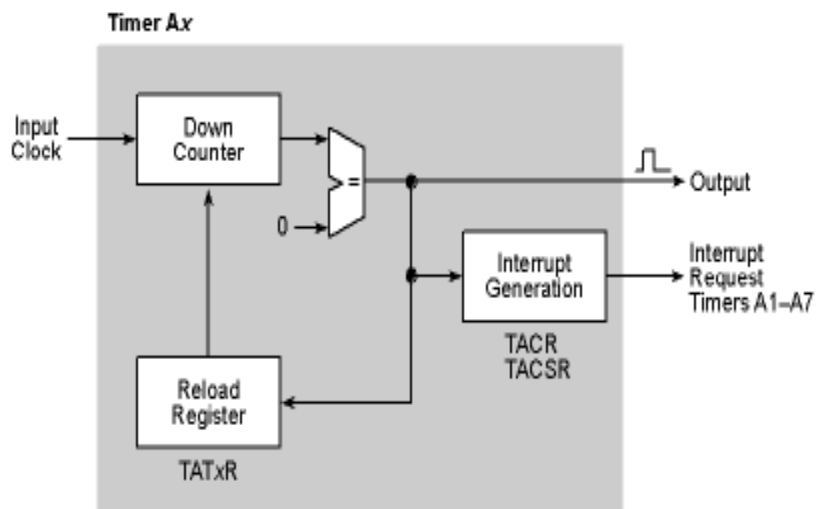 Timer Ax
Input
Clock
Down
Counter
=
0
Output
Interrupt
Generation
Interrupt
Request
Timers A1–A7
TACR
TACSR
Reload
Register
TATxR